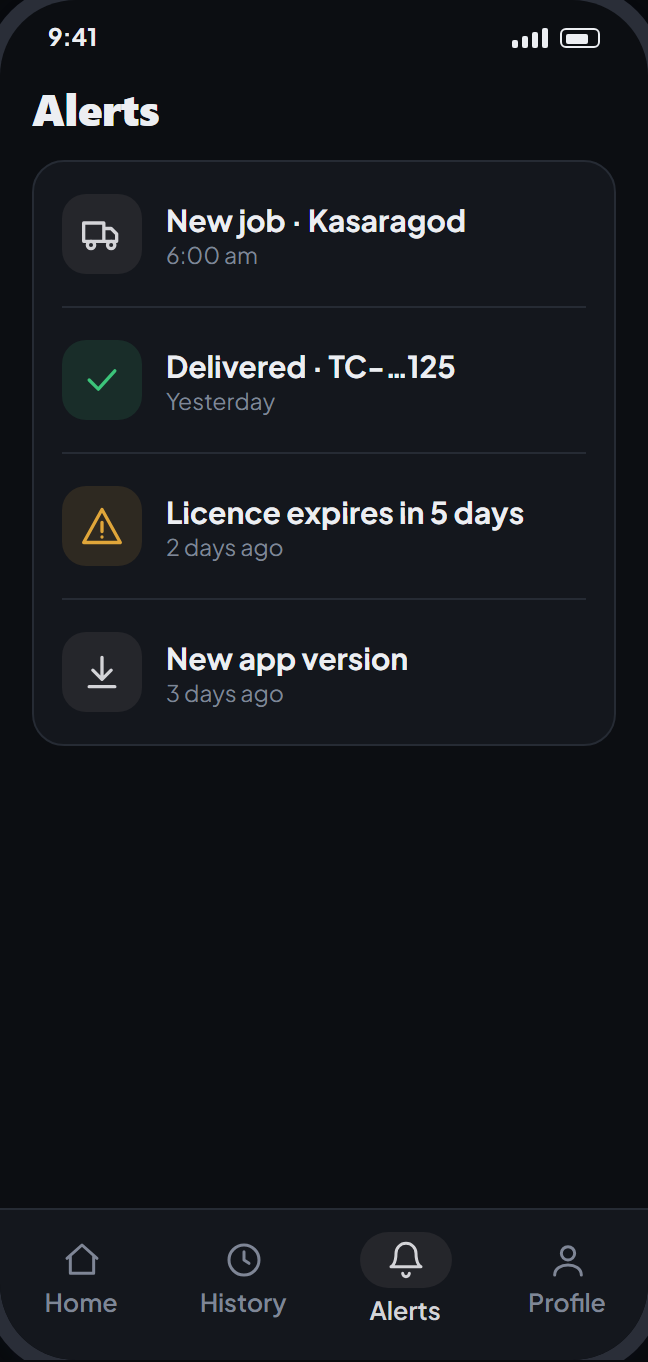 9:41
Alerts
New job · Kasaragod
6:00 am
Delivered · TC-…125
Yesterday
Licence expires in 5 days
2 days ago
New app version
3 days ago
Home
History
Alerts
Profile